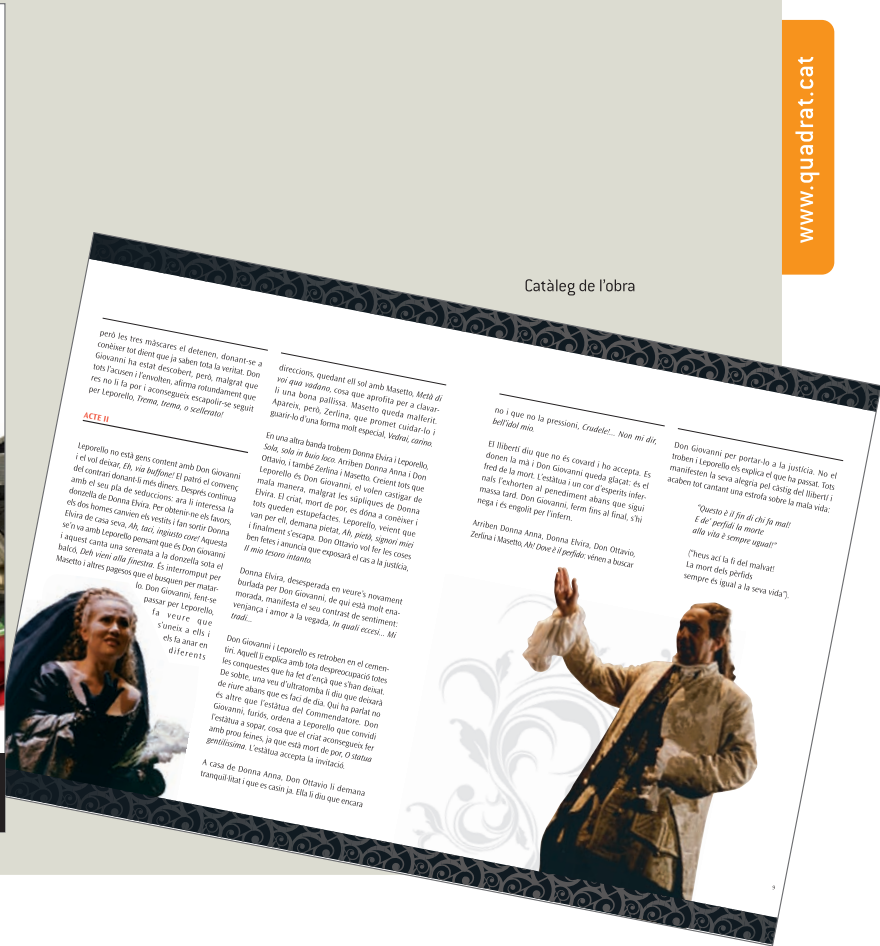 www.quadrat.cat
Catàleg de l'obra
però les tres màscares el detenen, donant-se a
conèixer tot dient que ja saben tota la veritat. Don
Giovanni ha estat descobert, però, malgrat que
tots l'acusen i l'envolten, afirma rotundament que
res no li fa por i aconsegueix escapolir-se seguit
per Leporello, Trema, trema, o scellerato!
ACTE II
Leporello no està gens content amb Don Giovanni
i el vol deixar, Eh, via buffone! El patró el convenç
del contrari donant-li més diners. Després continua
amb el seu pla de seduccions: ara li interessa la
donzella de Donna Elvira. Per obtenir-ne els favors,
els dos homes canvien els vestits i fan sortir Donna
Elvira de casa seva, Ah, taci, ingiusto core! Aquesta
se'n va amb Leporello pensant que és Don Giovanni
i aquest canta una serenata a la donzella sota el
balcó, Deh vieni alla finestra. És interromput per
Masetto i altres pagesos que el busquen per matar-
lo. Don Giovanni, fent-se
passar per Leporello,
fa veure que
s'uneix a ells i
els fa anar en
diferents
direccions, quedant ell sol amb Masetto, Metà di
voi qua vadano, cosa que aprofita per a clavar-
li una bona pallissa. Masetto queda malferit.
Apareix, però, Zerlina, que promet cuidar-lo i
guarir-lo d'una forma molt especial, Vedrai, carino.
En una altra banda trobem Donna Elvira i Leporello,
Sola, sola in buio loco. Arriben Donna Anna i Don
Ottavio, i també Zerlina i Masetto. Creient tots que
Leporello és Don Giovanni, el volen castigar de
mala manera, malgrat les súpliques de Donna
Elvira. El criat, mort de por, es dóna a conèixer i
tots queden estupefactes. Leporello, veient que
van per ell, demana pietat, Ah, pietà, signori miei
i finalment s'escapa. Don Ottavio vol fer les coses
ben fetes i anuncia que exposarà el cas a la justícia,
Il mio tesoro intanto.
Donna Elvira, desesperada en veure's novament
burlada per Don Giovanni, de qui està molt ena-
morada, manifesta el seu contrast de sentiment:
venjança i amor a la vegada, In quali eccesi... Mi
tradì...
Don Giovanni i Leporello es retroben en el cemen-
tiri. Aquell li explica amb tota despreocupació totes
les conquestes que ha fet d'ençà que s'han deixat.
De sobte, una veu d'ultratomba li diu que deixarà
de riure abans que es faci de dia. Qui ha parlat no
és altre que l'estàtua del Commendatore. Don
Giovanni, furiós, ordena a Leporello que convidi
l'estàtua a sopar, cosa que el criat aconsegueix fer
amb prou feines, ja que està mort de por, O statua
gentilissima. L'estàtua accepta la invitació.
A casa de Donna Anna, Don Ottavio li demana
tranquil·litat i que es casin ja. Ella li diu que encara
no i que no la pressioni, Crudele!... Non mi dir,
bell'idol mio.
El llibertí diu que no és covard i ho accepta. Es
donen la mà i Don Giovanni queda glaçat: és el
fred de la mort. L'estàtua i un cor d'esperits infer-
nals l'exhorten al penediment abans que sigui
massa tard. Don Giovanni, ferm fins al final, s'hi
nega i és engolit per l'infern.
Arriben Donna Anna, Donna Elvira, Don Ottavio,
Zerlina i Masetto, Ah! Dove è il perfido: vénen a buscar
Don Giovanni per portar-lo a la justícia. No el
troben i Leporello els explica el que ha passat. Tots
manifesten la seva alegria pel càstig del llibertí i
acaben tot cantant una estrofa sobre la mala vida:
"Questo è il fin di chi fa mal!
E de' perfidi la morte
alla vità è sempre ugual!"
("heus ací la fi del malvat!
La mort dels pèrfids
sempre és igual a la seva vida").
9